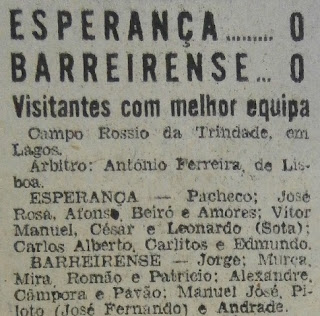 ESPERANÇA......... 0
BARREIRENSE... 0
Visitantes com melhor equipa
Campo Rossio da Trindade, em
Lagos.
Arbitro: António Ferreira, de Lis-
boa.
ESPERANÇA — Pacheco; José
Rosa, Afonso, Beiró e Amores; Vítor
Manuel, César e Leonardo (Sota);
Carlos Alberto, Carlitos e Edmundo.
BARREIRENSE — Jorge; Murça,
Mira, Romão e Patrício; Alexandre,
Câmpora e Pavão; Manuel José, Pi-
loto (José Fernando) e Andrade.